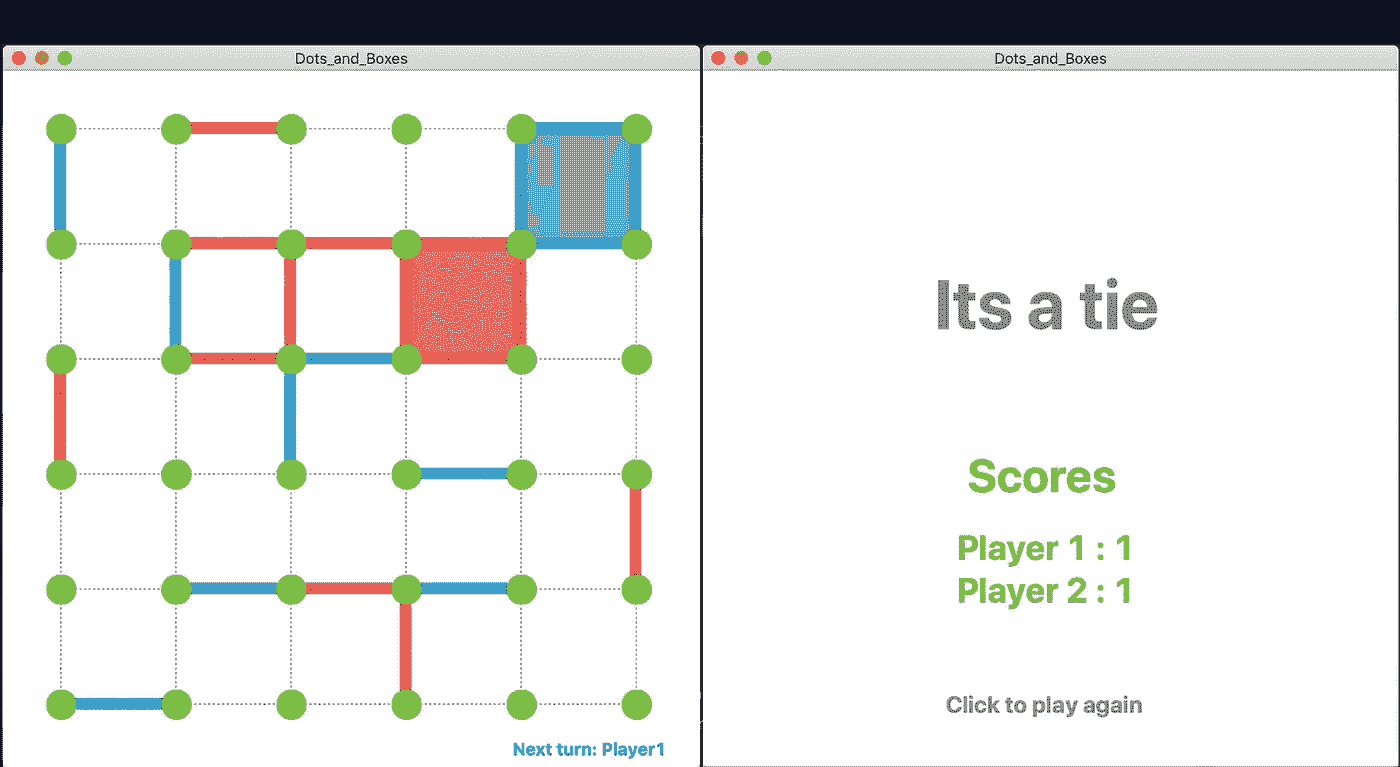 Dots_and_Boxes
Next turn: Player1
Dots_and_Boxes
Its a tie
Scores
Player 1 : 1
Player 2 : 1
Click to play again